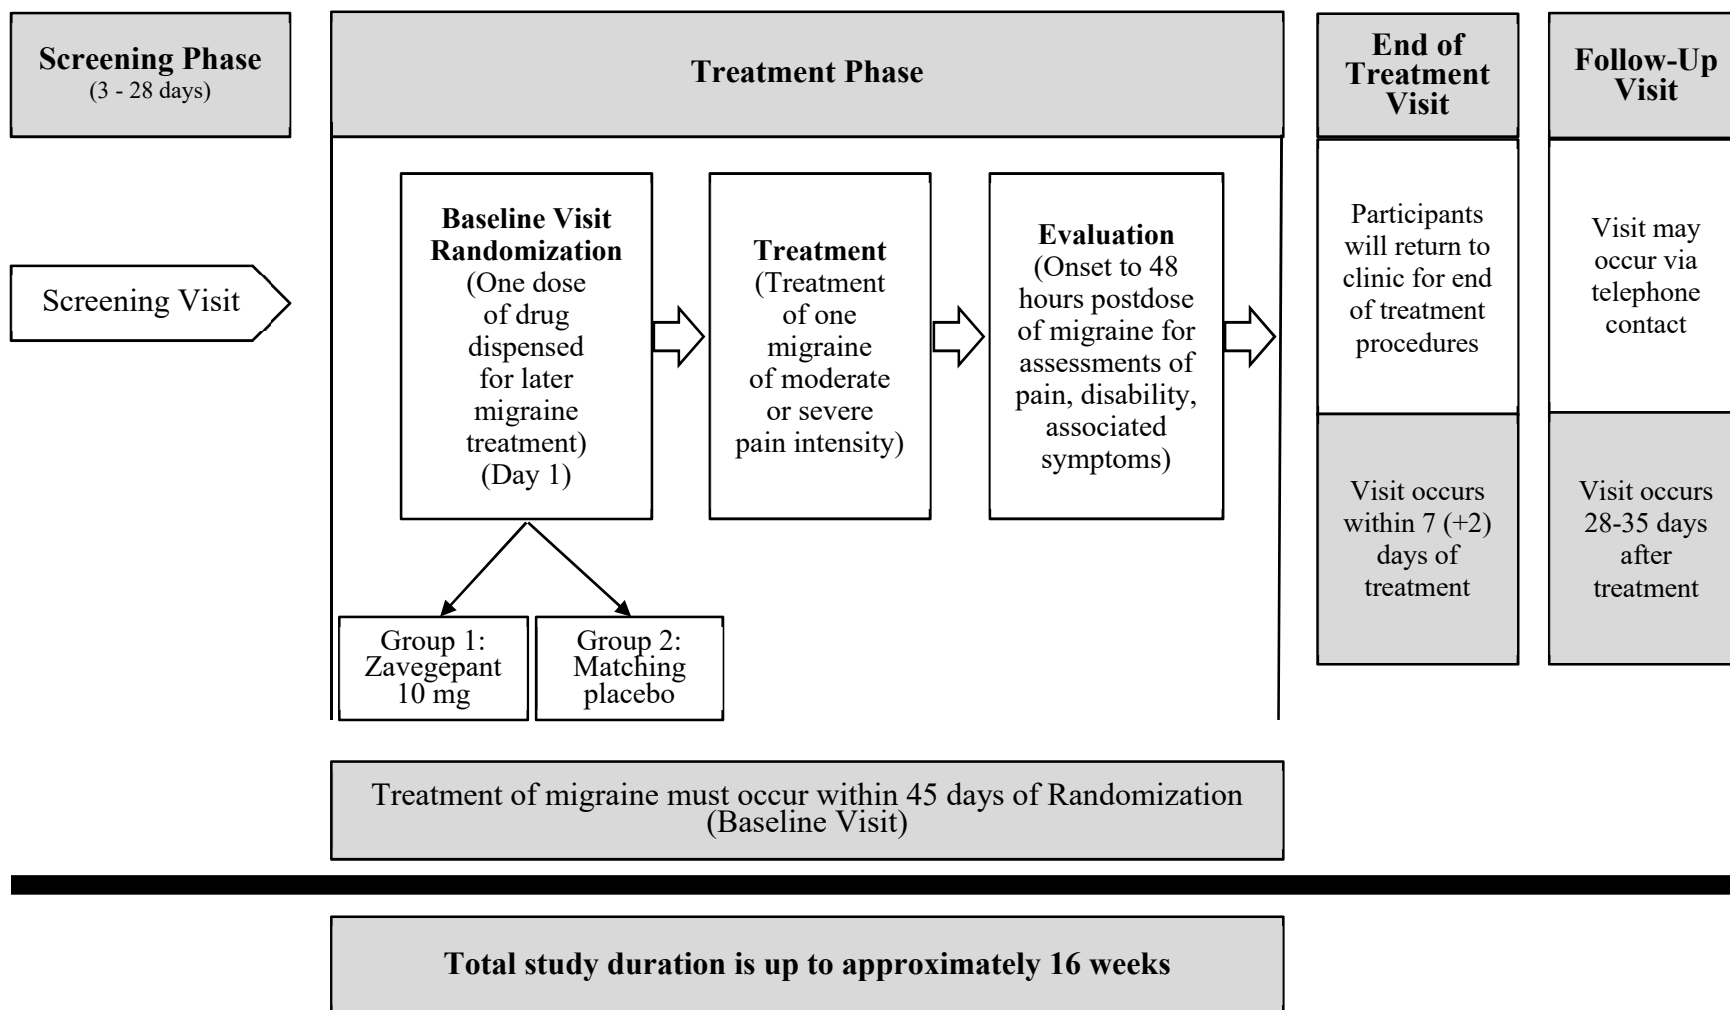 Screening Phase
(3 - 28 days)
Treatment Phase
End of
Treatment
Visit
Follow-Up
Visit
Screening Visit
Baseline Visit
Randomization
(One dose
of drug
dispensed
for later
migraine
treatment)
(Day 1)
Treatment
(Treatment
of one
migraine
of moderate
or severe
pain intensity)
Evaluation
(Onset to 48
hours postdose
of migraine for
assessments of
pain, disability,
associated
symptoms)
Participants
will return to
clinic for end
of treatment
procedures
Visit may
occur via
telephone
contact
Visit occurs
within 7 (+2)
days of
treatment
Visit occurs
28-35 days
after
treatment
Group 1:
Zavegepant
10 mg
Group 2:
Matching
placebo
Treatment of migraine must occur within 45 days of Randomization
(Baseline Visit)
Total study duration is up to approximately 16 weeks